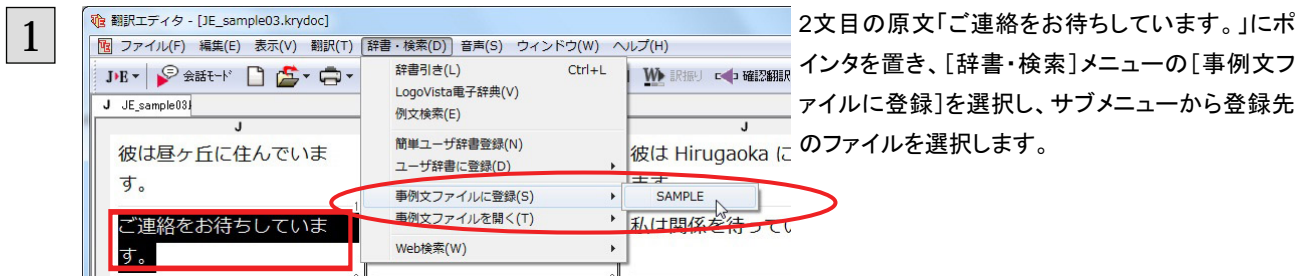 1
翻訳エディタ - [JE_sample03.krydoc]
ファイル(F) 編集(E) 表示(V) 翻訳(T) 辞書・検索(D) 音声(S) ウィンドウ(W) ヘルプ(H)
J▶E 会話モード
訳振り 確認翻訳
J JE_sample03
J
J
彼は昼ヶ丘に住んでいま
す。
1
ご連絡をお待ちしていま
す。
辞書引き(L) Ctrl+L
LogoVista電子辞典(V)
例文検索(E)
簡単ユーザ辞書登録(N)
ユーザ辞書に登録(D)
事例文ファイルに登録(S)
事例文ファイルを開く(T)
Web検索(W)
SAMPLE
彼は Hirugaoka に
ます
私は関係を待ってい
2文目の原文「ご連絡をお待ちしています。」にポ
インタを置き、[辞書・検索]メニューの[事例文フ
ァイルに登録]を選択し、サブメニューから登録先
のファイルを選択します。